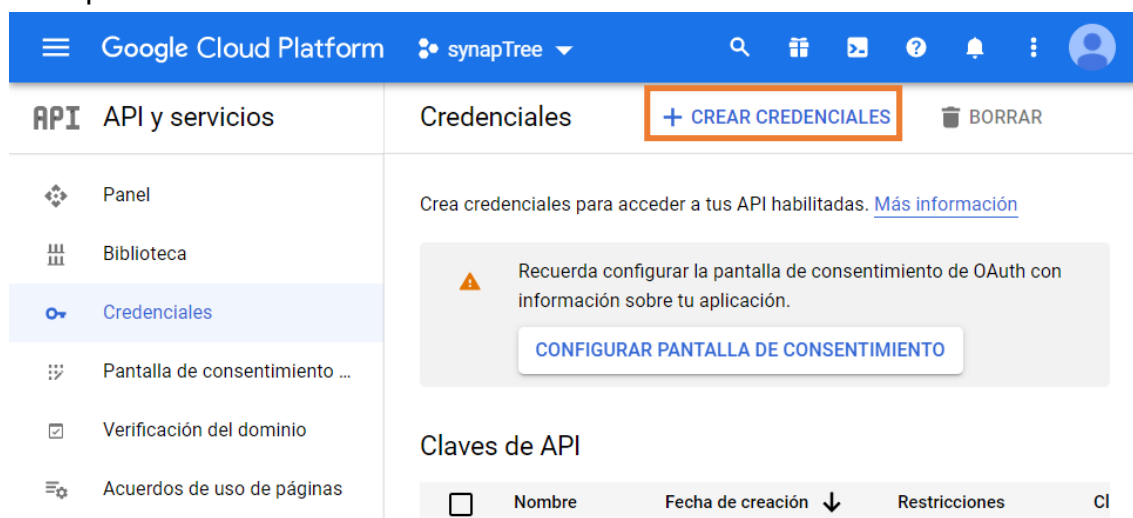 Google Cloud Platform
synapTree
API
API y servicios
Credenciales
+ CREAR CREDENCIALES
BORRAR
Panel
Biblioteca
Credenciales
Pantalla de consentimiento ...
Verificación del dominio
Acuerdos de uso de páginas
Crea credenciales para acceder a tus API habilitadas. Más información
Recuerda configurar la pantalla de consentimiento de OAuth con
información sobre tu aplicación.
CONFIGURAR PANTALLA DE CONSENTIMIENTO
Claves de API
Nombre
Fecha de creación
Restricciones
Cl